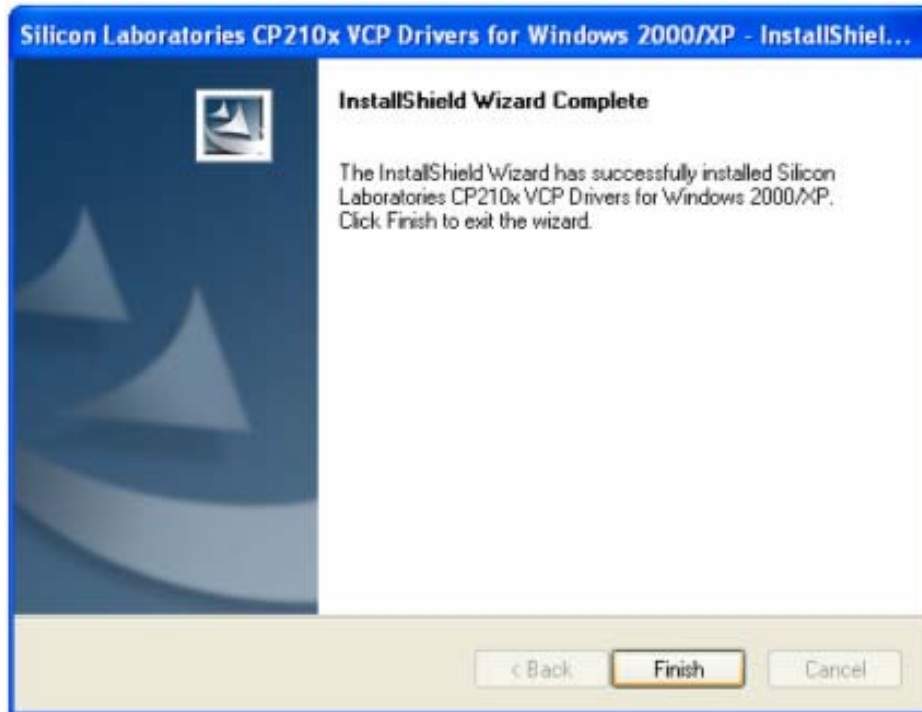 Silicon Laboratories CP210x VCP Drivers for Windows 2000/XP - InstallShiel...
InstallShield Wizard Complete
The InstallShield Wizard has successfully installed Silicon
Laboratories CP210x VCP Drivers for Windows 2000/XP.
Click Finish to exit the wizard.
< Back
Finish
Cancel